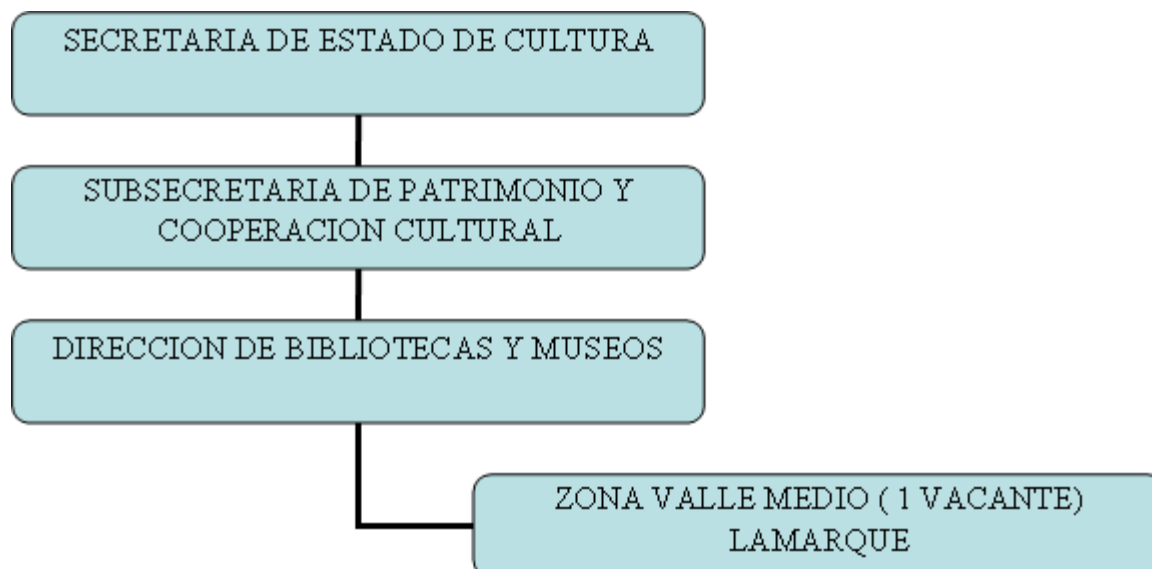 SECRETARIA DE ESTADO DE CULTURA
SUBSECRETARIA DE PATRIMONIO Y
COOPERACION CULTURAL
DIRECCION DE BIBLIOTECAS Y MUSEOS
ZONA VALLE MEDIO ( 1 VACANTE)
LAMARQUE